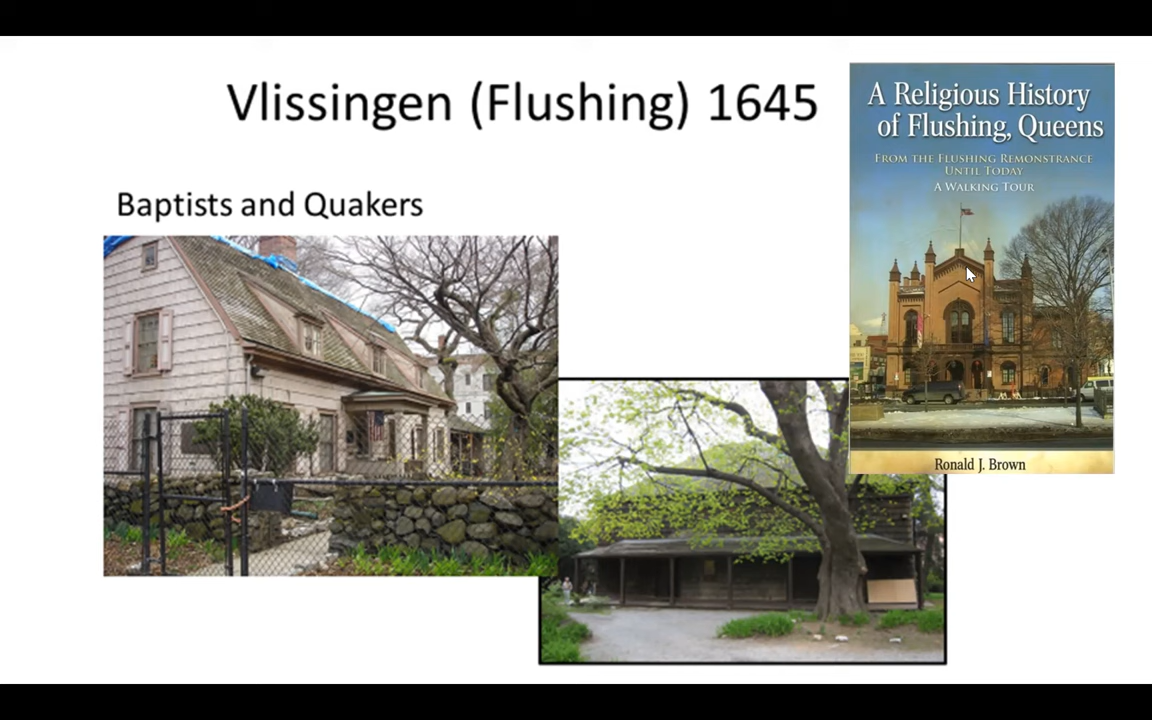 Vlissingen (Flushing) 1645
Baptists and Quakers
A Religious History
of Flushing, Queens
FROM THE FLUSHING REMONSTRANCE
UNTIL TODAY
A WALKING TOUR
Ronald J. Brown